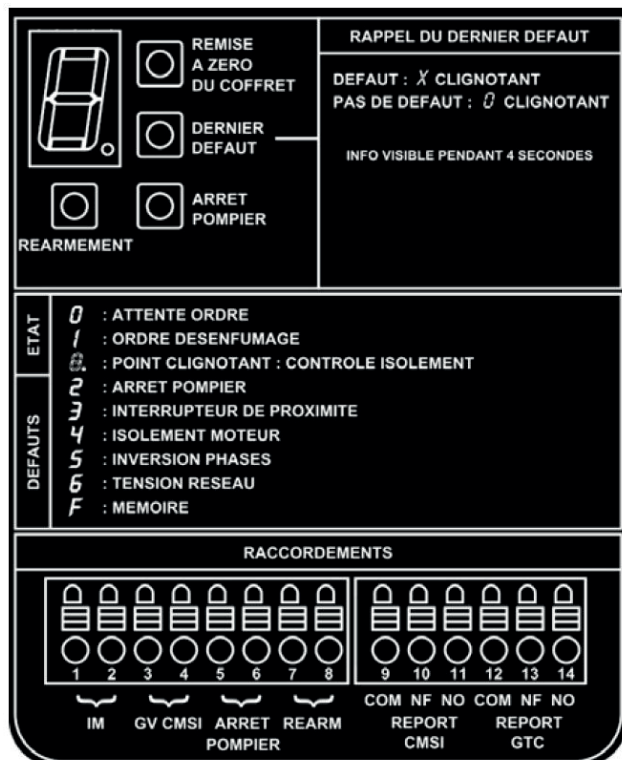 REMISE
A ZERO
DU COFFRET
DERNIER
DEFAUT
ARRET
POMPIER
REARMEMENT
RAPPEL DU DERNIER DEFAUT
DEFAUT : X CLIGNOTANT
PAS DE DEFAUT : 0 CLIGNOTANT
INFO VISIBLE PENDANT 4 SECONDES
ETAT
0 : ATTENTE ORDRE
1 : ORDRE DESENFUMAGE
8. : POINT CLIGNOTANT : CONTROLE ISOLEMENT
DEFAUTS
2 : ARRET POMPIER
3 : INTERRUPTEUR DE PROXIMITE
4 : ISOLEMENT MOTEUR
5 : INVERSION PHASES
6 : TENSION RESEAU
F : MEMOIRE
RACCORDEMENTS
1 2 3 4 5 6 7 8 9 10 11 12 13 14
IM GV CMSI ARRET POMPIER REARM
COM NF NO COM NF NO
REPORT CMSI REPORT GTC